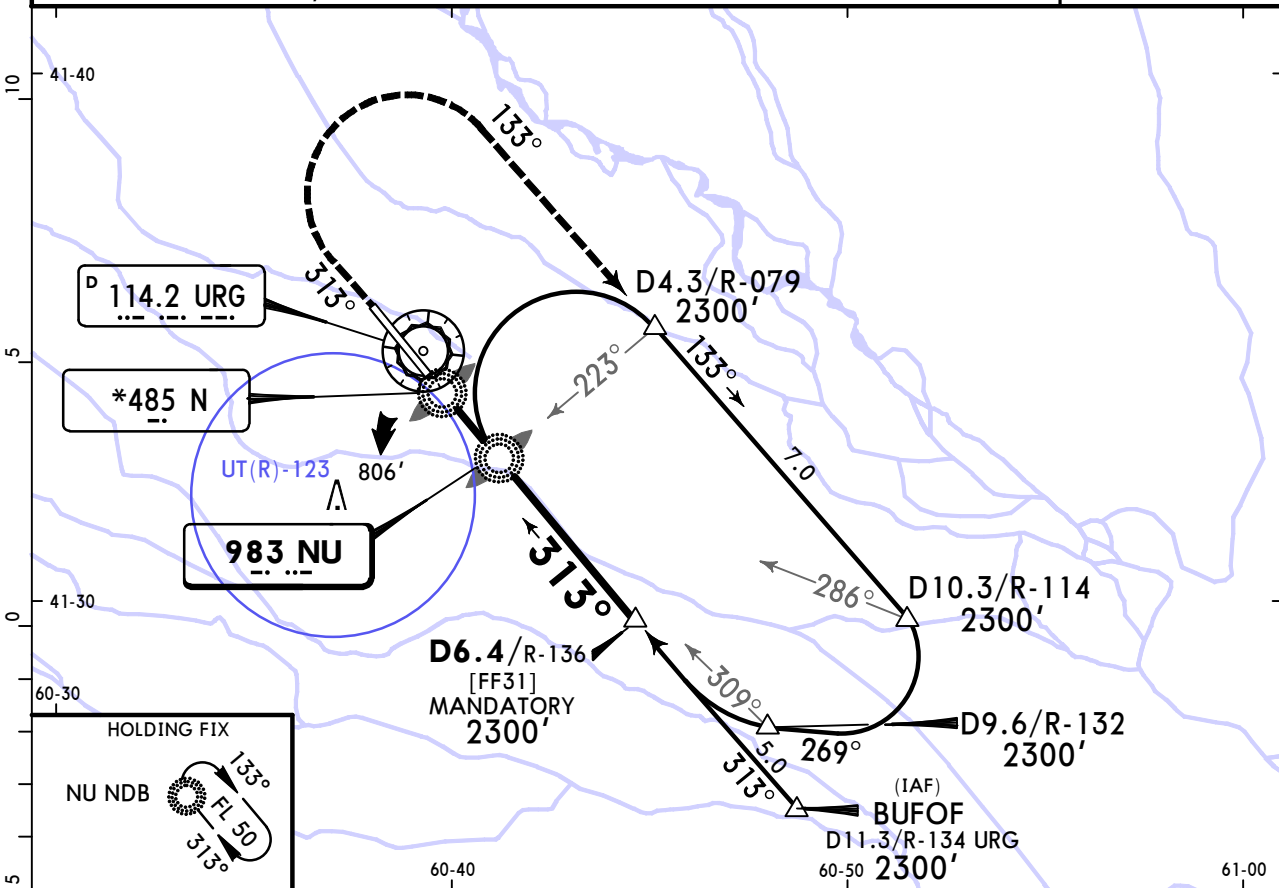 10
41-40
133°
313°
D 114.2 URG
D4.3/R-079
2300'
5
133°
223°
*485 N
UT(R)-123
806'
7.0
983 NU
313°
286°
D10.3/R-114
2300'
0
41-30
D6.4/R-136
[FF31]
MANDATORY
2300'
309°
60-30
D9.6/R-132
2300'
269°
5.0
313°
HOLDING FIX
NU NDB
133°
FL 50
313°
(IAF)
BUFOF
D11.3/R-134 URG
2300'
5
60-40
60-50
61-00